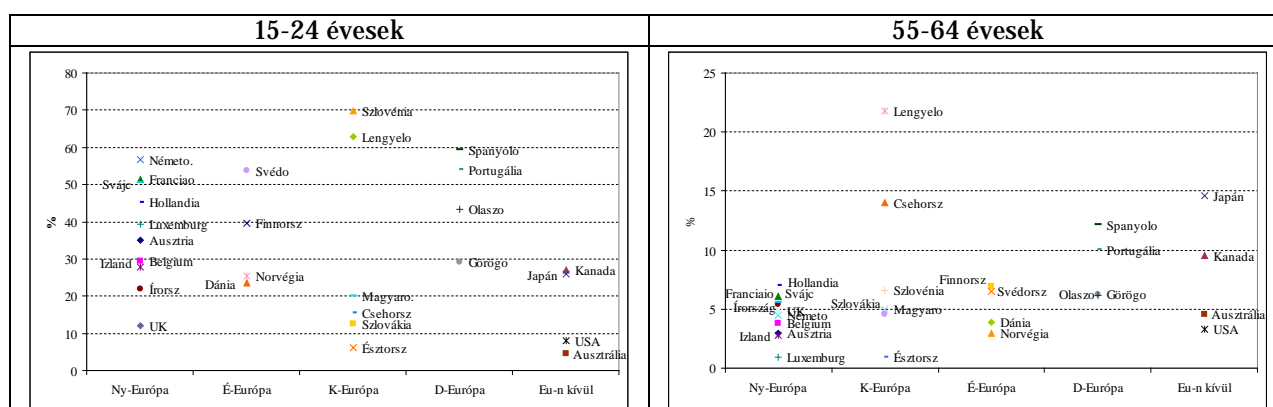 15-24 évesek
55-64 évesek
80
70
60
50
40
30
20
10
0
%
Szlovénia
Lengyelo
Spanyolo
Németo.
Svédo
Portugália
Svájc
Franciao
Hollandia
Olaszo
Luxemburg
Finnorsz
Ausztria
Izland
Belgium
Norvégia
Görögo
Dánia
Japán
Kanada
Írorsz
Magyaro.
Csehorsz
UK
Szlovákia
Észtorsz
USA
Ausztrália
Ny-Európa
É-Európa
K-Európa
D-Európa
Eu-n kívül
25
20
15
10
5
0
%
Lengyelo
Csehorsz
Japán
Spanyolo
Portugália
Kanada
Hollandia
Finnorsz
Franciaio
Svájc
Szlovénia
Svédorsz
Olaszo
Görögo
Írország
UK
Szlovákia
Magyaro
Németo
Ausztrália
Belgium
Dánia
USA
Izland
Ausztria
Norvégia
Luxemburg
Észtorsz
Ny-Európa
K-Európa
É-Európa
D-Európa
Eu-n kívül